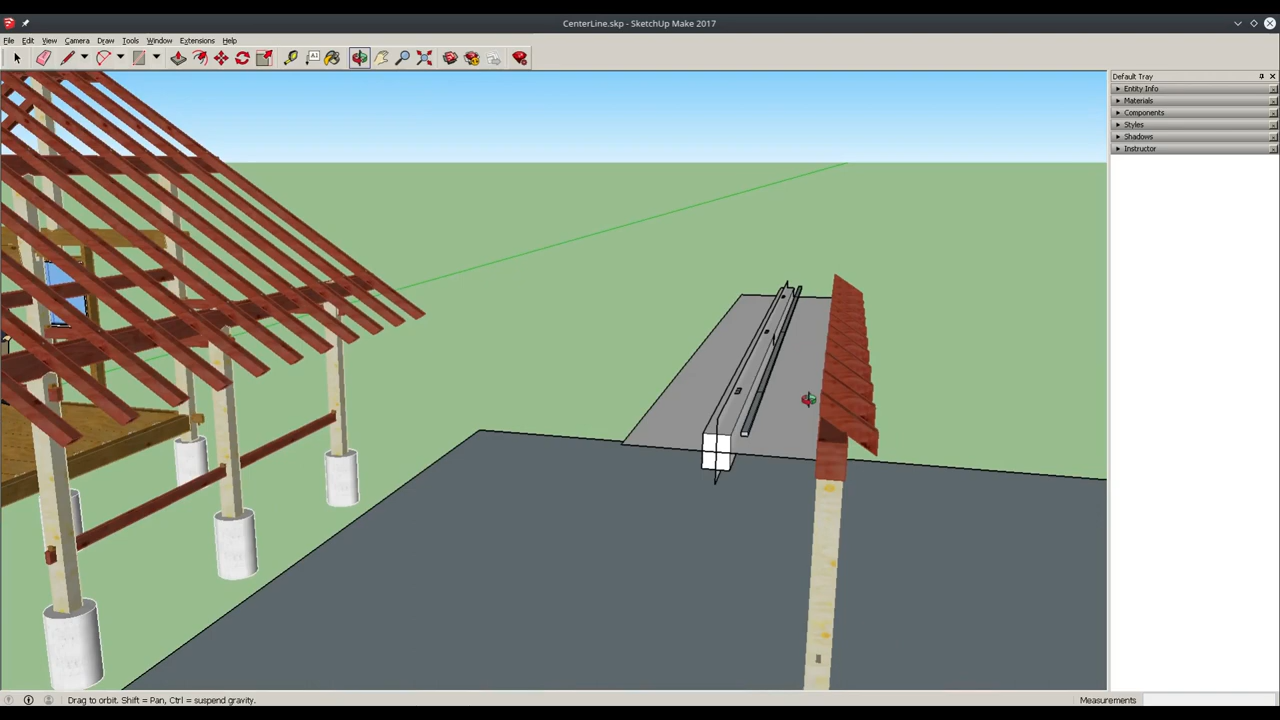 CenterLine.skp - SketchUp Make 2017
File Edit View Camera Draw Tools Window Extensions Help
A1
Default Tray
Entity Info
Materials
Components
Styles
Shadows
Instructor
Drag to orbit. Shift = Pan, Ctrl = suspend gravity.
Measurements